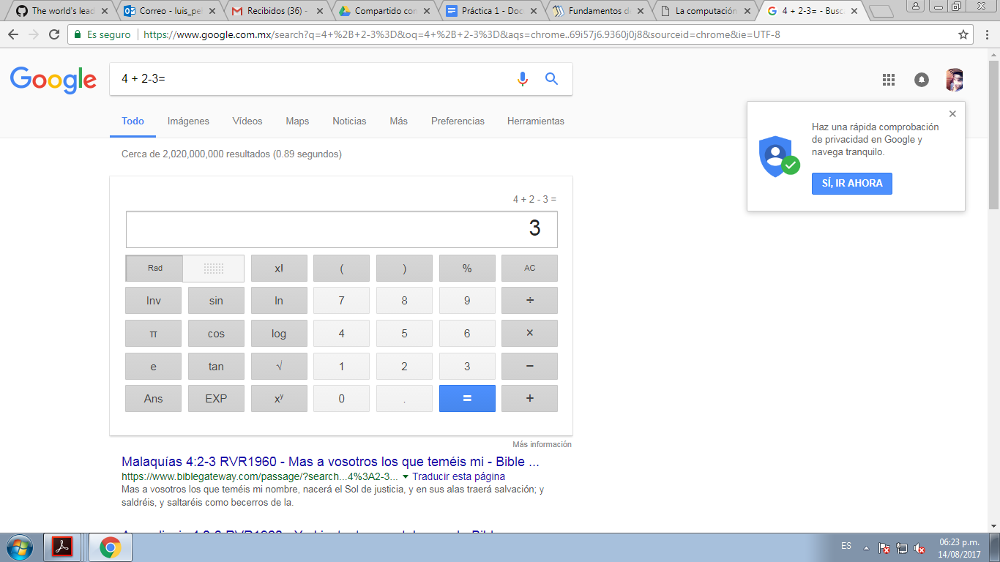 The world's lead
Correo - luis_pe
Recibidos (36) -
Compartido con
Práctica 1 - Doc
Fundamentos de
La computación
4 + 2-3= - Busc
Es seguro
https://www.google.com.mx/search?q=4+%2B+2-3%3D&oq=4+%2B+2-3%3D&aqs=chrome..69i57j6.9360j0j8&sourceid=chrome&ie=UTF-8
Google
4 + 2-3=
Todo Imágenes Vídeos Maps Noticias Más Preferencias Herramientas
Haz una rápida comprobación
de privacidad en Google y
navega tranquilo.
SÍ, IR AHORA
Cerca de 2,020,000,000 resultados (0.89 segundos)
4 + 2 - 3 =
3
Rad x! ( ) % AC
Inv sin ln 7 8 9 ÷
π cos log 4 5 6 ×
e tan √ 1 2 3 −
Ans EXP xʸ 0 . = +
Más información
Malaquías 4:2-3 RVR1960 - Mas a vosotros los que teméis mi - Bible ...
https://www.biblegateway.com/passage/?search...4%3A2-3... Traducir esta página
Mas a vosotros los que teméis mi nombre, nacerá el Sol de justicia, y en sus alas traerá salvación; y
saldréis, y saltaréis como becerros de la.
ES
06:23 p.m.
14/08/2017